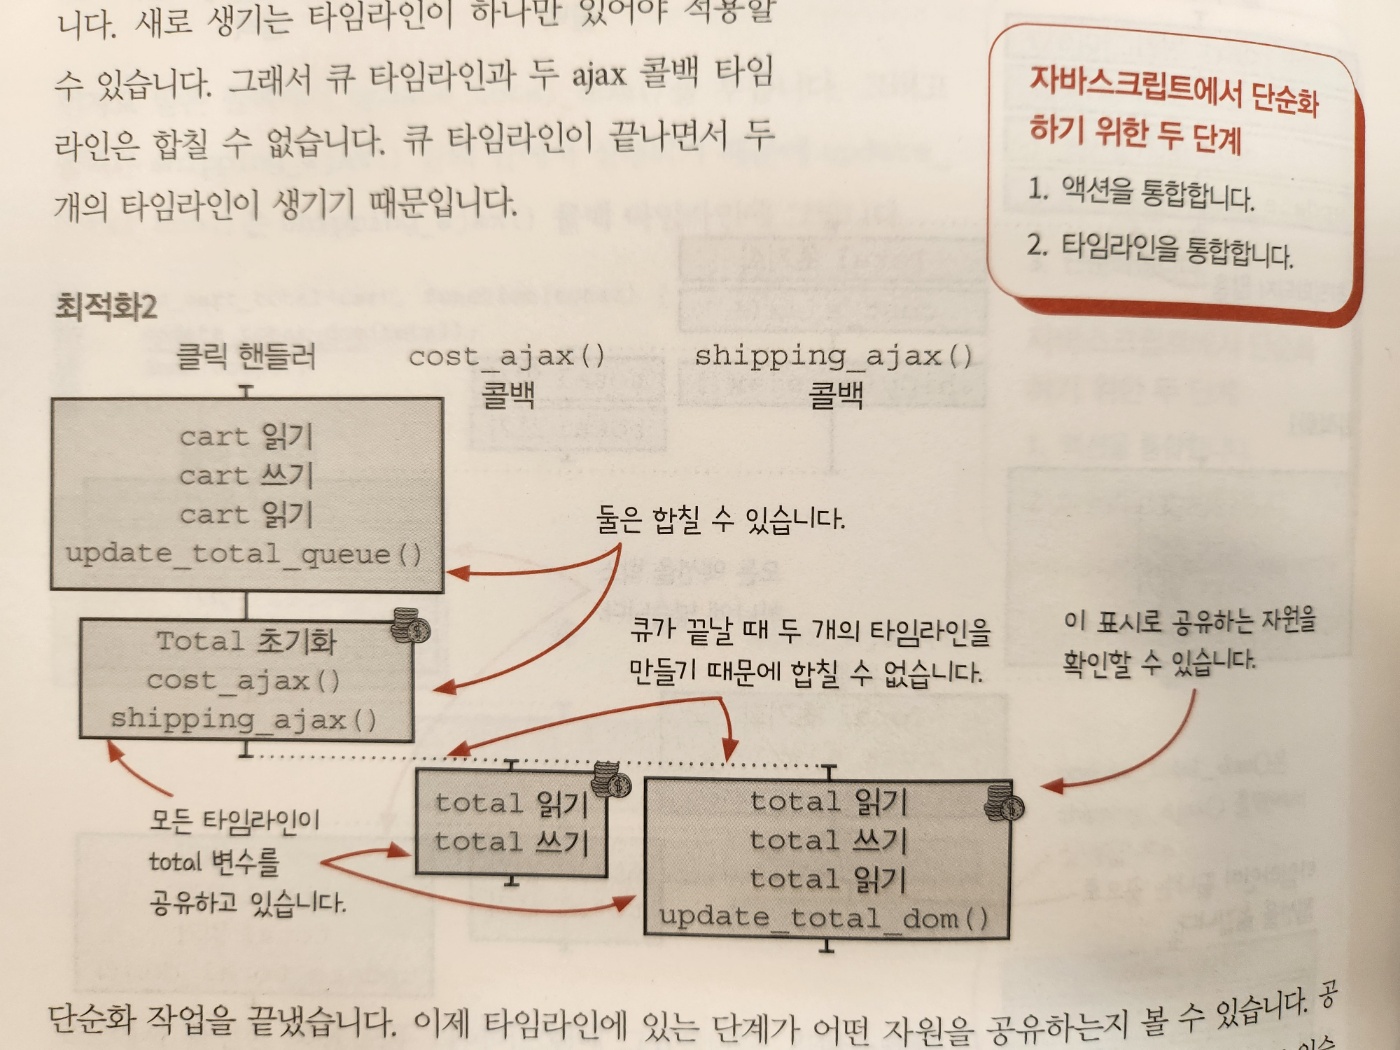 니다. 새로 생기는 타임라인이 하나만 있어야 적용할
수 있습니다. 그래서 큐 타임라인과 두 ajax 콜백 타임
라인은 합칠 수 없습니다. 큐 타임라인이 끝나면서 두
개의 타임라인이 생기기 때문입니다.
자바스크립트에서 단순화
하기 위한 두 단계
1. 액션을 통합합니다.
2. 타임라인을 통합합니다.
최적화2
클릭 핸들러
cost_ajax()
콜백
shipping_ajax()
콜백
cart 읽기
cart 쓰기
cart 읽기
update_total_queue()
둘은 합칠 수 있습니다.
Total 초기화
cost_ajax()
shipping_ajax()
큐가 끝날 때 두 개의 타임라인을
만들기 때문에 합칠 수 없습니다.
이 표시로 공유하는 자원을
확인할 수 있습니다.
모든 타임라인이
total 변수를
공유하고 있습니다.
total 읽기
total 쓰기
total 읽기
total 쓰기
total 읽기
update_total_dom()
단순화 작업을 끝냈습니다. 이제 타임라인에 있는 단계가 어떤 자원을 공유하는지 볼 수 있습니다. 공